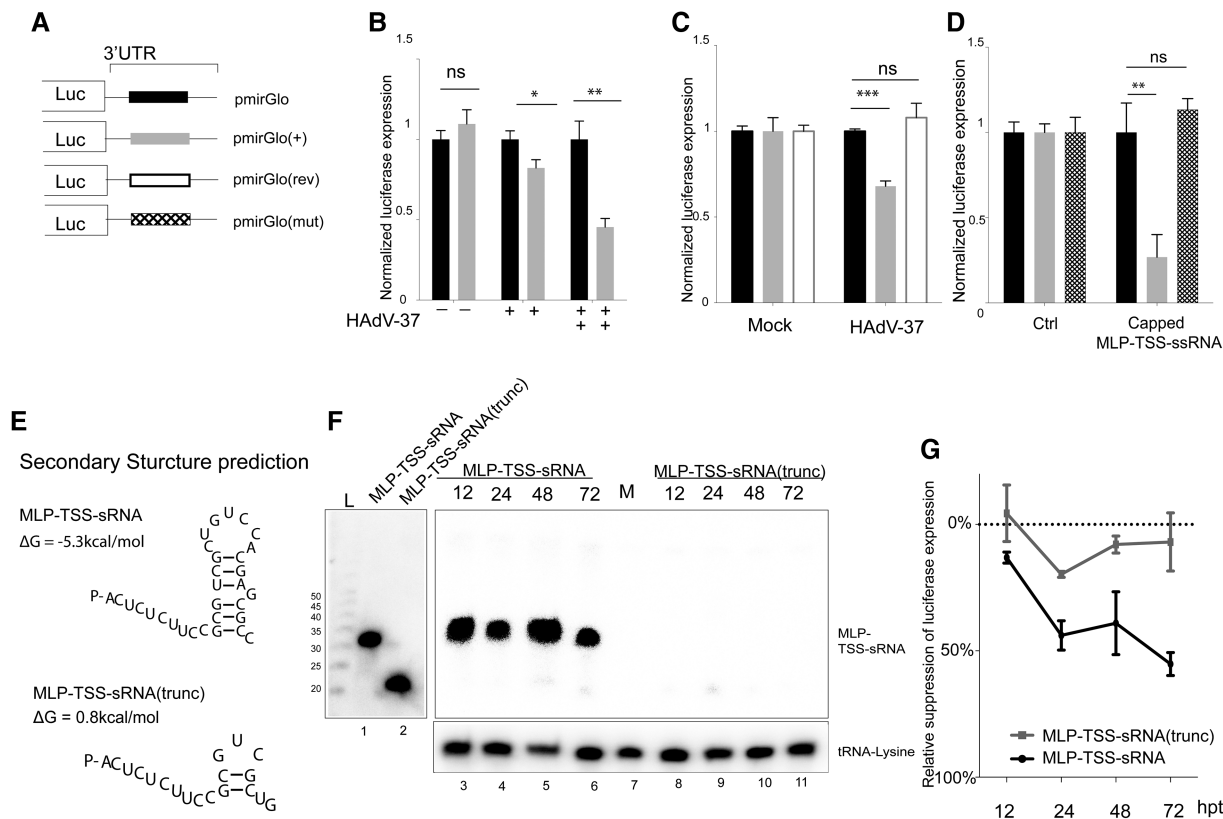 A
3'UTR
Luc
pmirGlo
Luc
pmirGlo(+)
Luc
pmirGlo(rev)
Luc
pmirGlo(mut)
B
Normalized luciferase expression
1.5
1
0.5
0
ns
*
**
HAdV-37
– – + + + +
+ +
C
Normalized luciferase expression
1.5
1
0.5
0
ns
***
Mock
HAdV-37
D
Normalized luciferase expression
1.5
1
0.5
0
ns
**
Ctrl
Capped
MLP-TSS-ssRNA
E
Secondary Sturcture prediction
MLP-TSS-sRNA
ΔG = -5.3kcal/mol
P-ACUCUCUUCC
MLP-TSS-sRNA(trunc)
ΔG = 0.8kcal/mol
P-ACUCUCUUCC
F
L
MLP-TSS-sRNA
MLP-TSS-sRNA(trunc)
MLP-TSS-sRNA
12 24 48 72
M
MLP-TSS-sRNA(trunc)
12 24 48 72
50
45
40
35
30
25
20
MLP-
TSS-sRNA
tRNA-Lysine
1 2
3 4 5 6 7 8 9 10 11
G
Relative suppression of luciferase expression
0%
50%
100%
MLP-TSS-sRNA(trunc)
MLP-TSS-sRNA
12 24 48 72 hpt